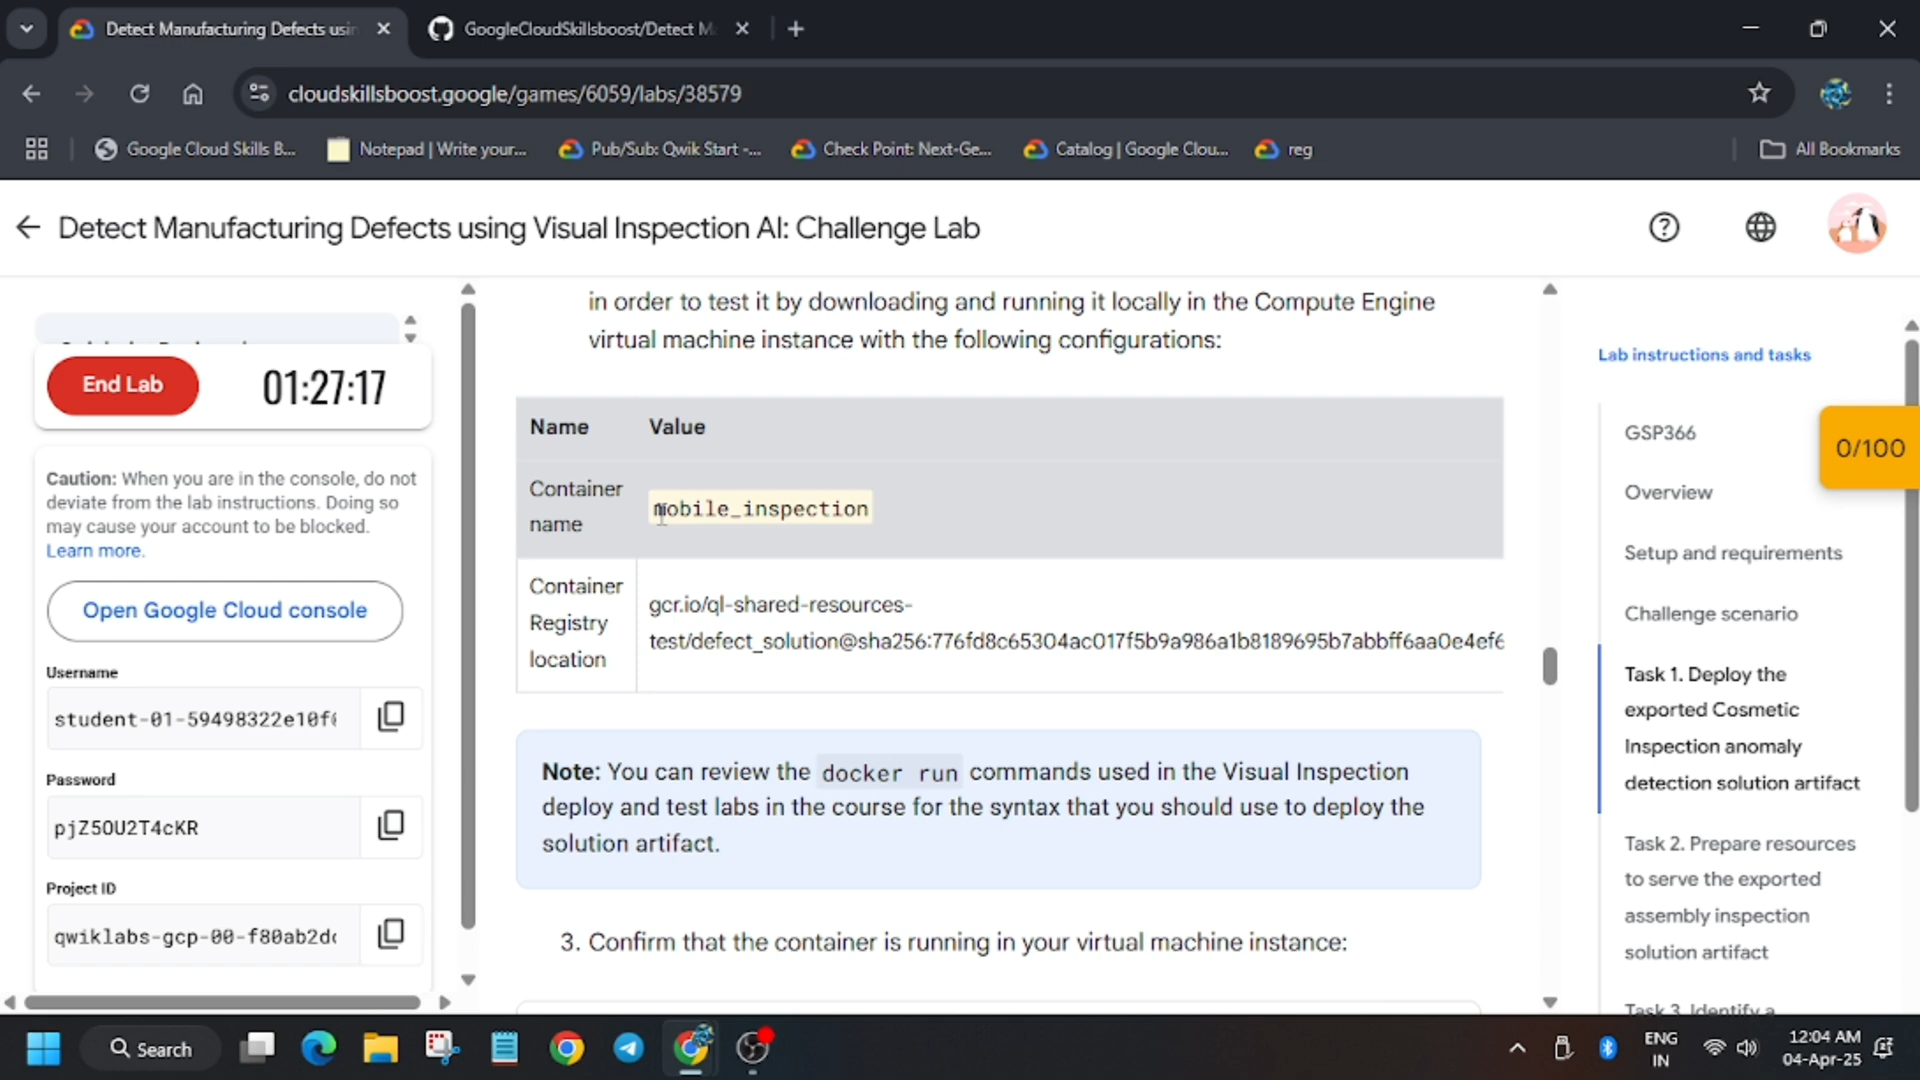 Detect Manufacturing Defects usin
GoogleCloudSkillsboost/Detect M
cloudskillsboost.google/games/6059/labs/38579
Google Cloud Skills B...
Notepad | Write your...
Pub/Sub: Qwik Start -...
Check Point: Next-Ge...
Catalog | Google Clou...
reg
All Bookmarks
Detect Manufacturing Defects using Visual Inspection AI: Challenge Lab
End Lab
01:27:17
Caution: When you are in the console, do not
deviate from the lab instructions. Doing so
may cause your account to be blocked.
Learn more.
Open Google Cloud console
Username
student-01-59498322e10f
Password
pjZ5OU2T4cKR
Project ID
qwiklabs-gcp-00-f80ab2d
in order to test it by downloading and running it locally in the Compute Engine
virtual machine instance with the following configurations:
Name Value
Container
name
mobile_inspection
Container
Registry
location
gcr.io/ql-shared-resources-
test/defect_solution@sha256:776fd8c65304ac017f5b9a986a1b8189695b7abbff6aa0e4ef6
Note: You can review the docker run commands used in the Visual Inspection
deploy and test labs in the course for the syntax that you should use to deploy the
solution artifact.
3. Confirm that the container is running in your virtual machine instance:
Lab instructions and tasks
GSP366
0/100
Overview
Setup and requirements
Challenge scenario
Task 1. Deploy the
exported Cosmetic
Inspection anomaly
detection solution artifact
Task 2. Prepare resources
to serve the exported
assembly inspection
solution artifact
Task 3. Identify a
Search
ENG
IN
12:04 AM
04-Apr-25